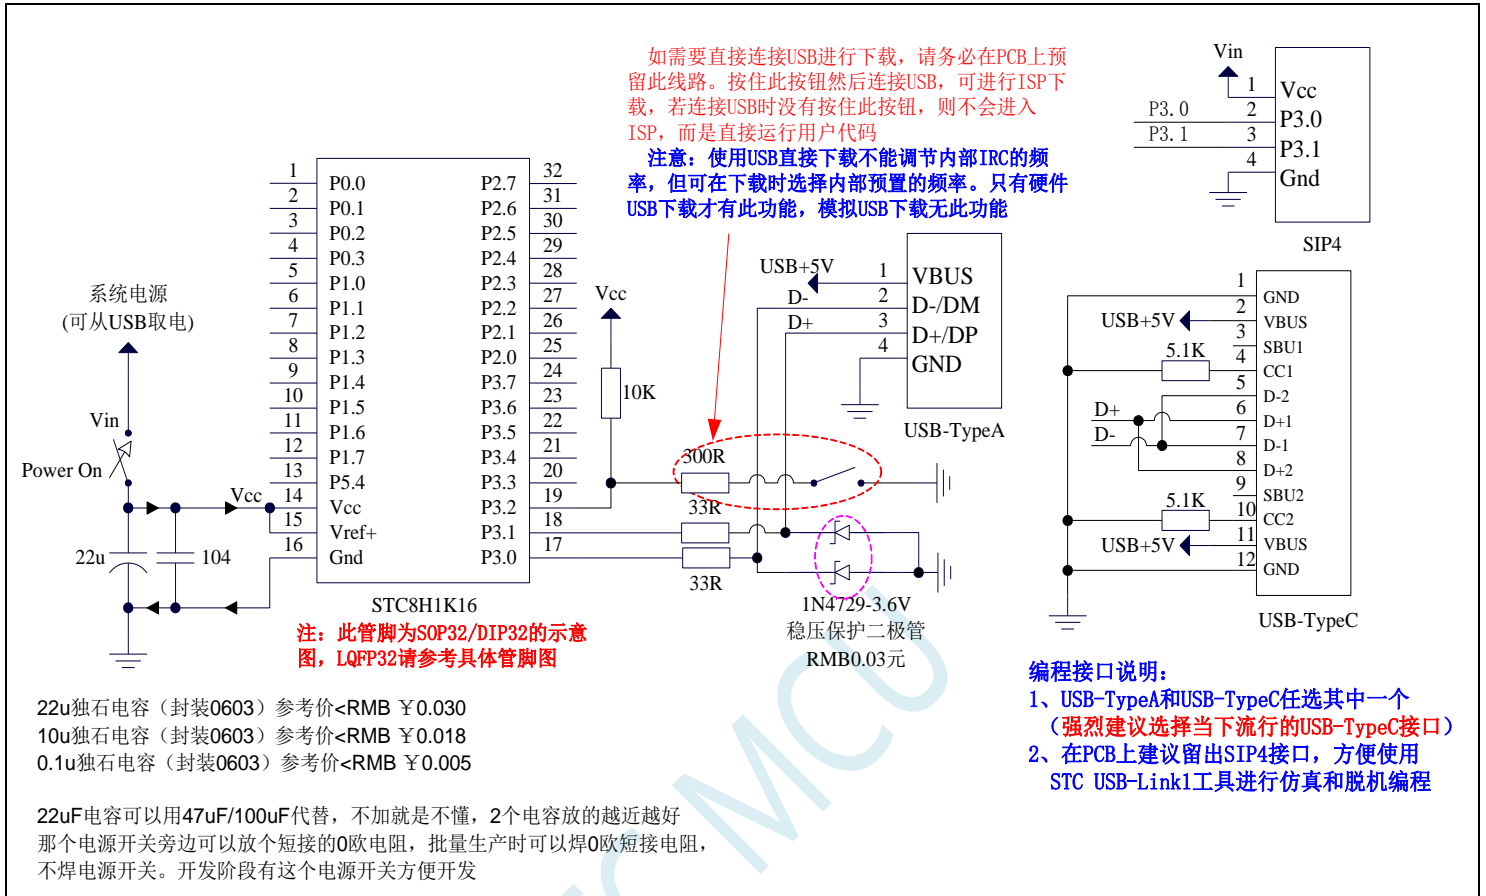 如需要直接连接USB进行下载，请务必在PCB上预
留此线路。按住此按钮然后连接USB，可进行ISP下
载，若连接USB时没有按住此按钮，则不会进入
ISP，而是直接运行用户代码
注意：使用USB直接下载不能调节内部IRC的频
率，但可在下载时选择内部预置的频率。只有硬件
USB下载才有此功能，模拟USB下载无此功能
Vin
1 Vcc
P3.0 2 P3.0
P3.1 3 P3.1
4 Gnd
SIP4
1 P0.0 P2.7 32
2 P0.1 P2.6 31
3 P0.2 P2.5 30
4 P0.3 P2.4 29
5 P1.0 P2.3 28
6 P1.1 P2.2 27
7 P1.2 P2.1 26
8 P1.3 P2.0 25
9 P1.4 P3.7 24
10 P1.5 P3.6 23
11 P1.6 P3.5 22
12 P1.7 P3.4 21
13 P5.4 P3.3 20
14 Vcc P3.2 19
15 Vref+ P3.1 18
16 Gnd P3.0 17
STC8H1K16
注：此管脚为SOP32/DIP32的示意
图，LQFP32请参考具体管脚图
系统电源
(可从USB取电)
Vin
Power On
Vcc
22u
104
Vcc
10K
300R
33R
33R
USB+5V 1 VBUS
D- 2 D-/DM
D+ 3 D+/DP
4 GND
USB-TypeA
1N4729-3.6V
稳压保护二极管
RMB0.03元
1 GND
USB+5V 2 VBUS
3 SBU1
5.1K 4 CC1
5 D-2
D+ 6 D+1
D- 7 D-1
8 D+2
9 SBU2
5.1K 10 CC2
USB+5V 11 VBUS
12 GND
USB-TypeC
编程接口说明：
1、USB-TypeA和USB-TypeC任选其中一个
（强烈建议选择当下流行的USB-TypeC接口）
2、在PCB上建议留出SIP4接口，方便使用
STC USB-Link1工具进行仿真和脱机编程
22u独石电容（封装0603）参考价<RMB ￥0.030
10u独石电容（封装0603）参考价<RMB ￥0.018
0.1u独石电容（封装0603）参考价<RMB ￥0.005
22uF电容可以用47uF/100uF代替，不加就是不懂，2个电容放的越近越好
那个电源开关旁边可以放个短接的0欧电阻，批量生产时可以焊0欧短接电阻，
不焊电源开关。开发阶段有这个电源开关方便开发
STC MCU